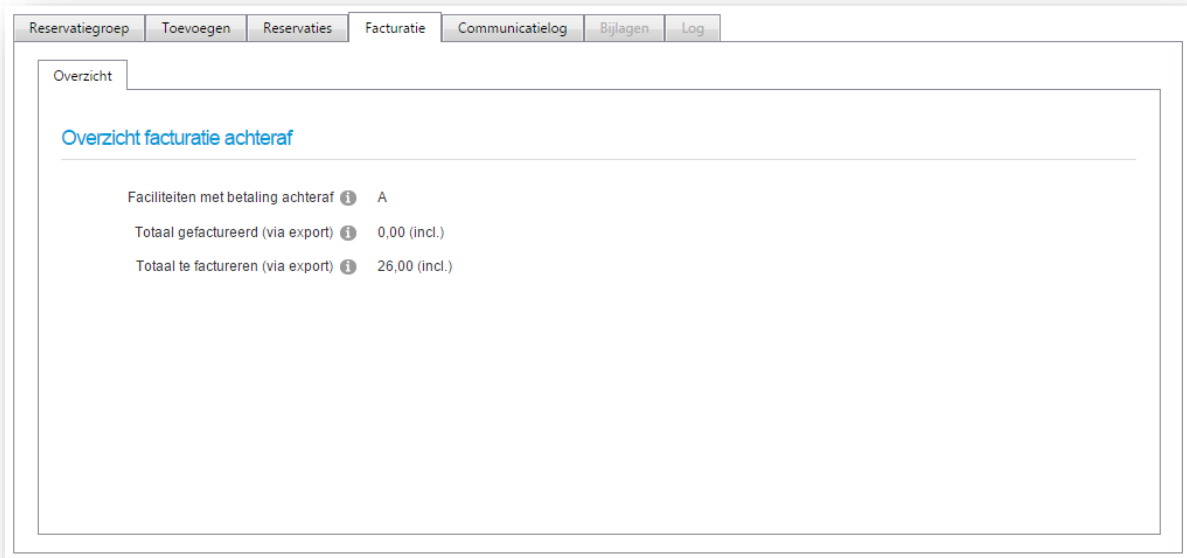 Reservatiegroep Toevoegen Reservaties Facturatie Communicatielog Bijlagen Log
Overzicht
Overzicht facturatie achteraf
Faciliteiten met betaling achteraf A
Totaal gefactureerd (via export) 0,00 (incl.)
Totaal te factureren (via export) 26,00 (incl.)